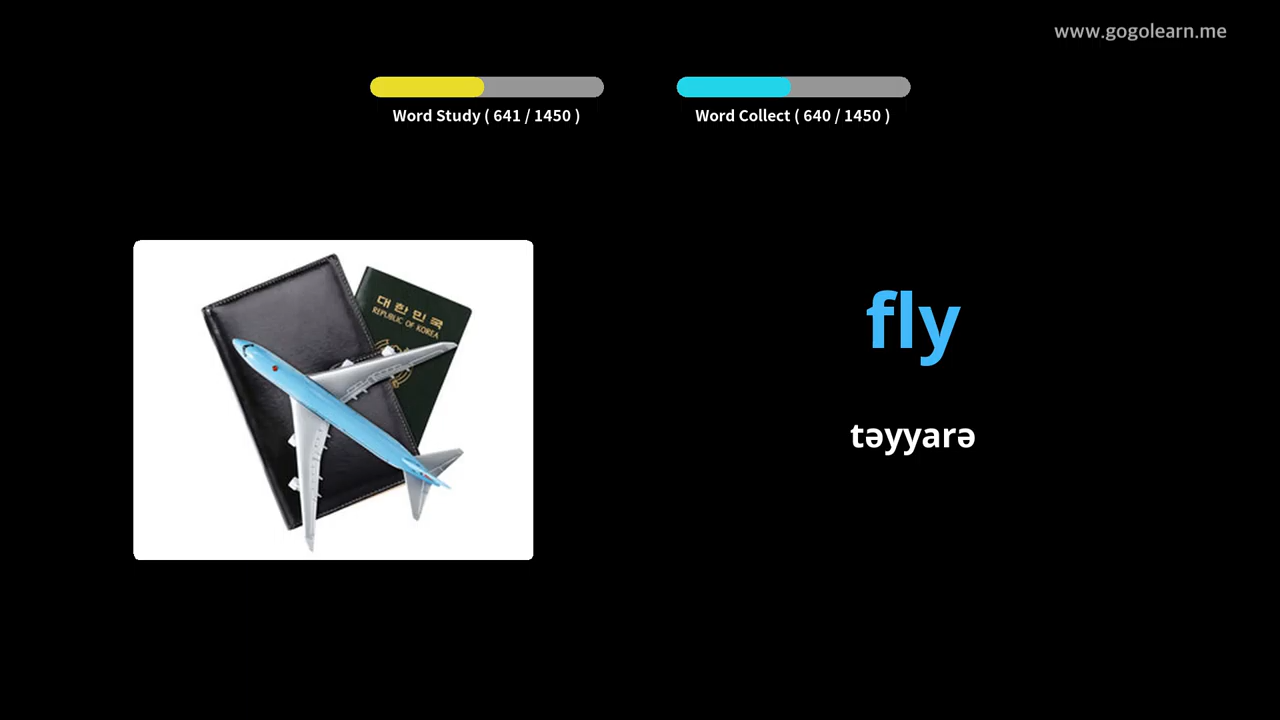 www.gogolearn.me
Word Study ( 641 / 1450 )
Word Collect ( 640 / 1450 )
대한민국
REPUBLIC OF KOREA
fly
təyyarə